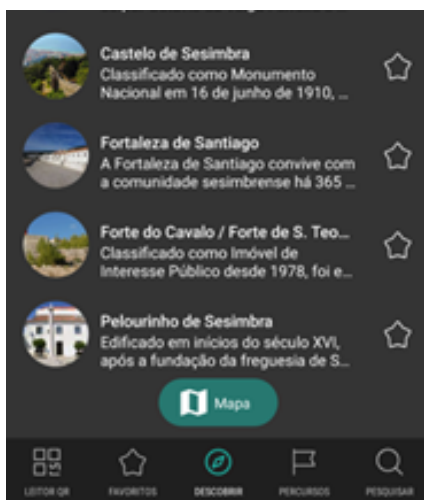 Castelo de Sesimbra
Classificado como Monumento
Nacional em 16 de junho de 1910, ...
Fortaleza de Santiago
A Fortaleza de Santiago convive com
a comunidade sesimbrense há 365 ...
Forte do Cavalo / Forte de S. Teo...
Classificado como Imóvel de
Interesse Público desde 1978, foi e...
Pelourinho de Sesimbra
Edificado em inícios do século XVI,
após a fundação da freguesia de S...
Mapa
LEITOR QR FAVORITOS DESCOBRIR PERCURSOS PESQUISAR